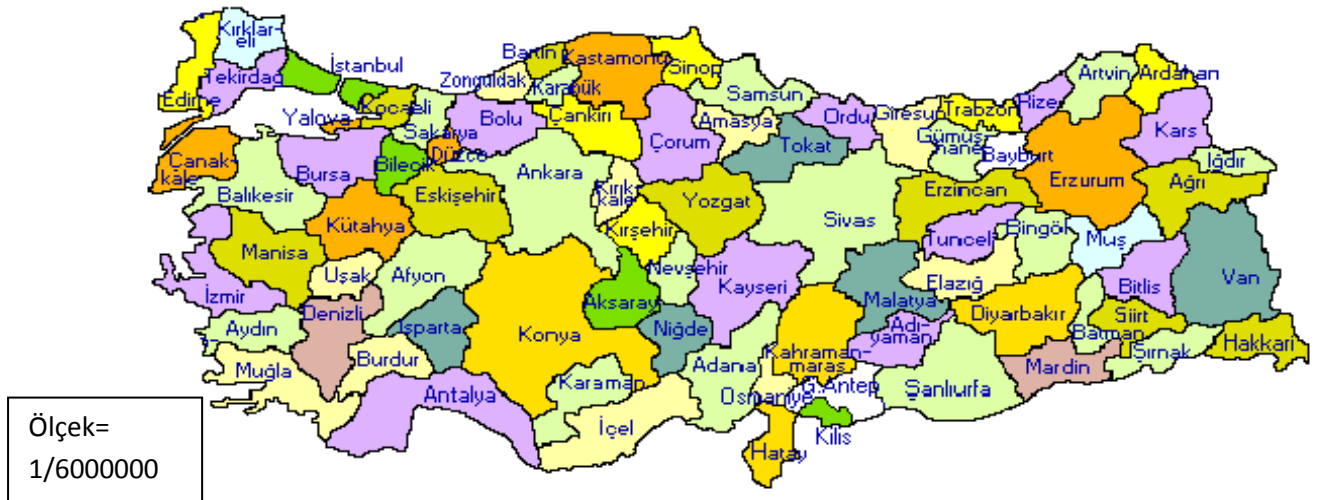 Kırklar-
eli
Edirne
Tekirdağ
İstanbul
Yalova
Kocaeli
Sakarya
Düzce
Bolu
Zonguldak
Bartın
Karabük
Kastamonu
Sinop
Çankırı
Samsun
Amasya
Çorum
Tokat
Ordu
Giresun
Gümüş-
hane
Trabzon
Bayburt
Rize
Artvin
Ardahan
Kars
Iğdır
Ağrı
Erzurum
Erzincan
Çanak-
kale
Balıkesir
Bursa
Bilecik
Eskişehir
Kütahya
Ankara
Kırık-
kale
Kırşehir
Yozgat
Sivas
Tunceli
Bingöl
Muş
Bitlis
Van
Manisa
İzmir
Uşak
Afyon
Aydın
Denizli
Isparta
Burdur
Muğla
Antalya
Konya
Aksaray
Nevşehir
Niğde
Kayseri
Karaman
İçel
Adana
Osmaniye
Hatay
Kahraman-
maraş
G.Antep
Kilis
Malatya
Adı-
yaman
Elazığ
Diyarbakır
Şanlıurfa
Mardin
Batman
Siirt
Şırnak
Hakkari
Ölçek=
1/6000000